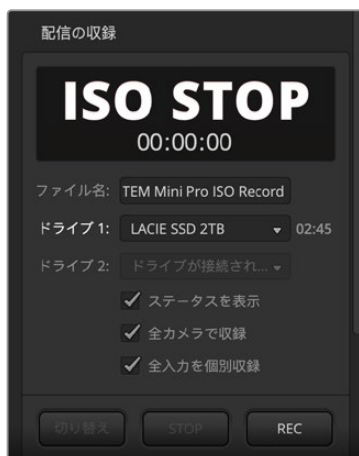 配信の収録
ISO STOP
00:00:00
ファイル名: TEM Mini Pro ISO Record
ドライブ 1: LACIE SSD 2TB 02:45
ドライブ 2: ドライブが接続され...
ステータスを表示
全カメラで収録
全入力を個別収録
切り替え STOP REC